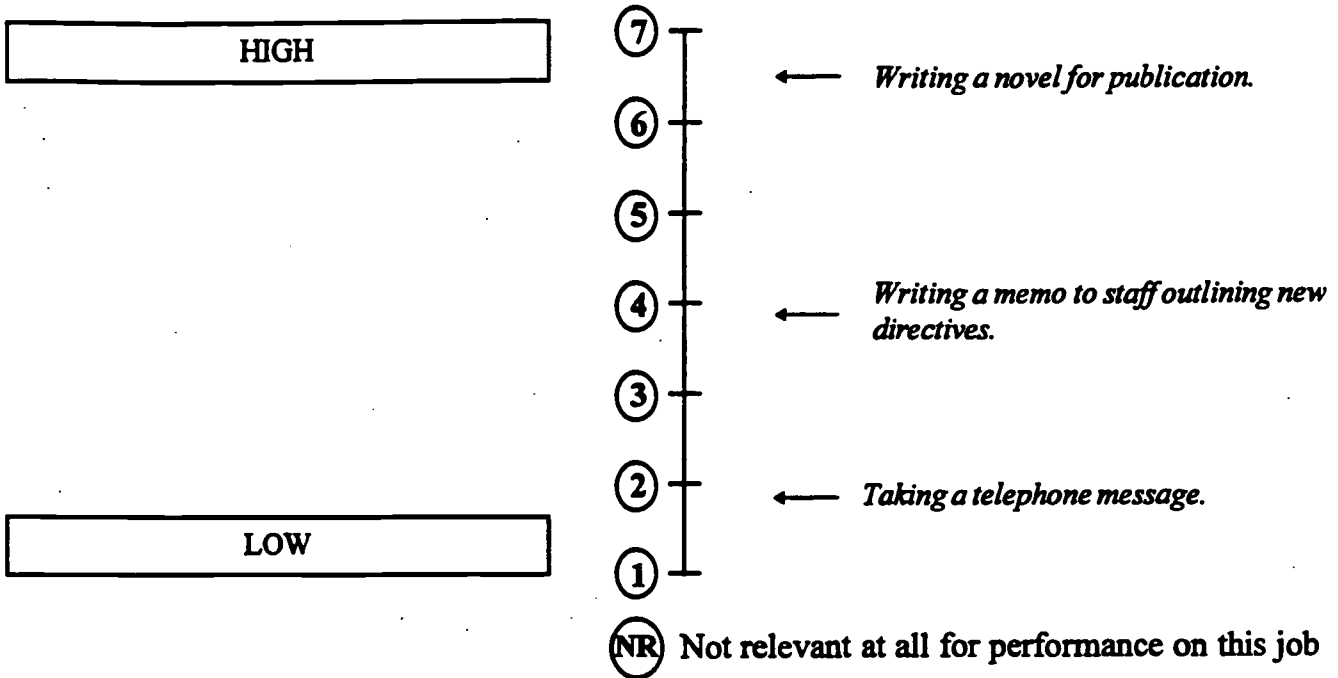 7
HIGH
Writing a novel for publication.
6
5
4
Writing a memo to staff outlining new
directives.
3
2
Taking a telephone message.
LOW
1
NR Not relevant at all for performance on this job